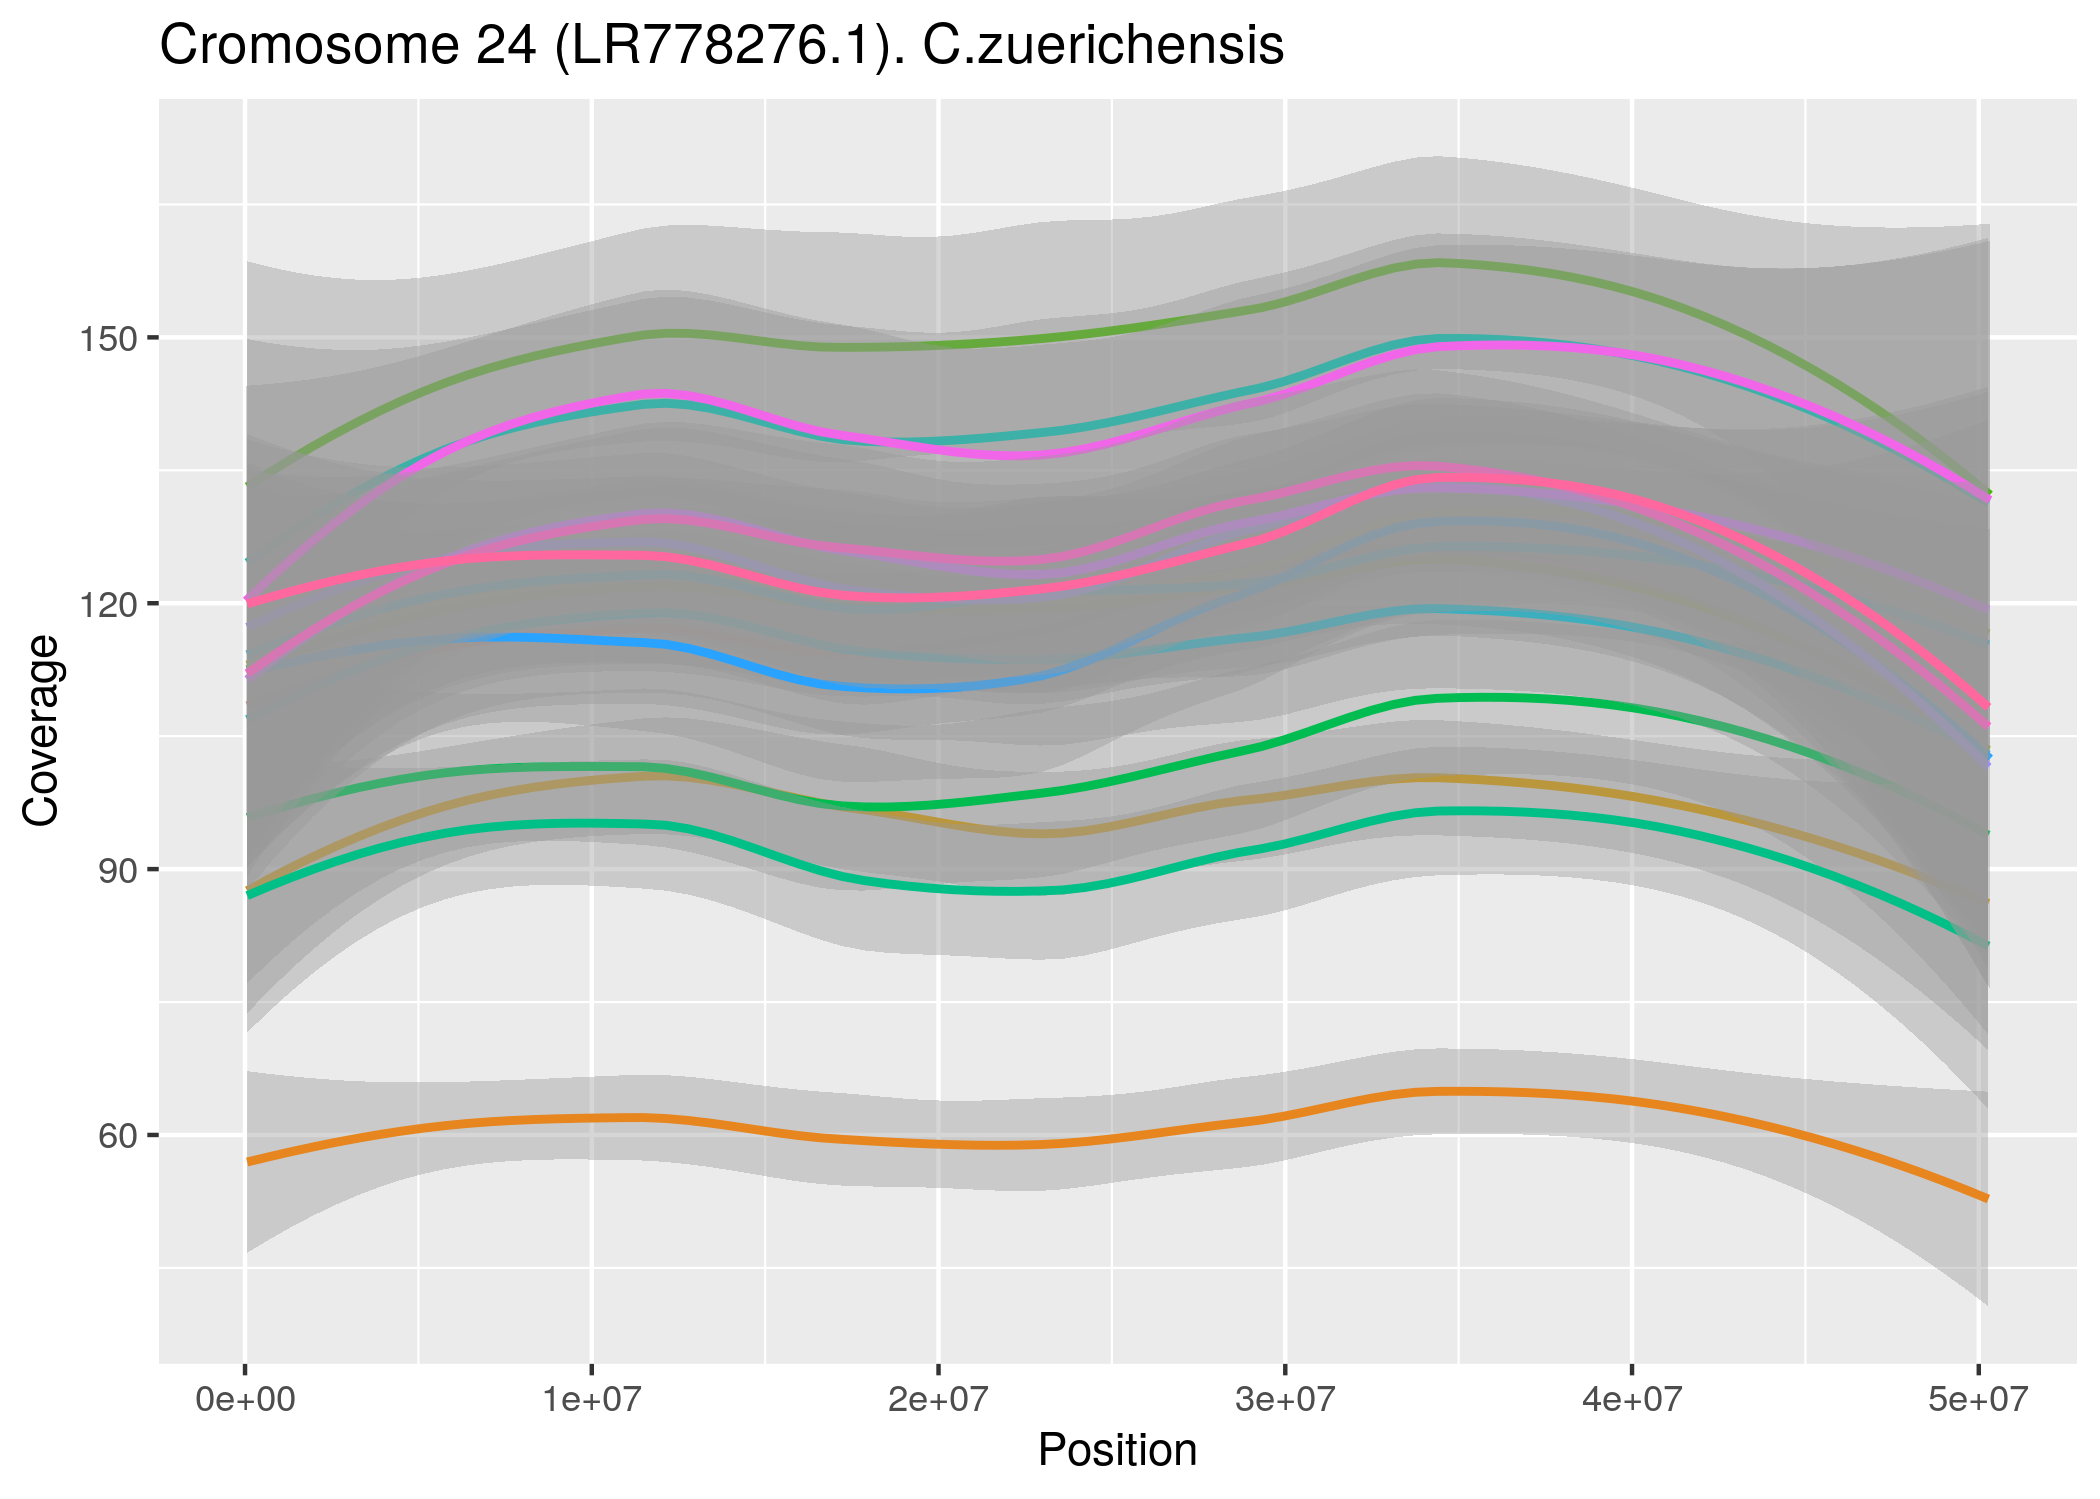 Cromosome 24 (LR778276.1). C.zuerichensis
150
120
90
60
Coverage
0e+00 1e+07 2e+07 3e+07 4e+07 5e+07
Position